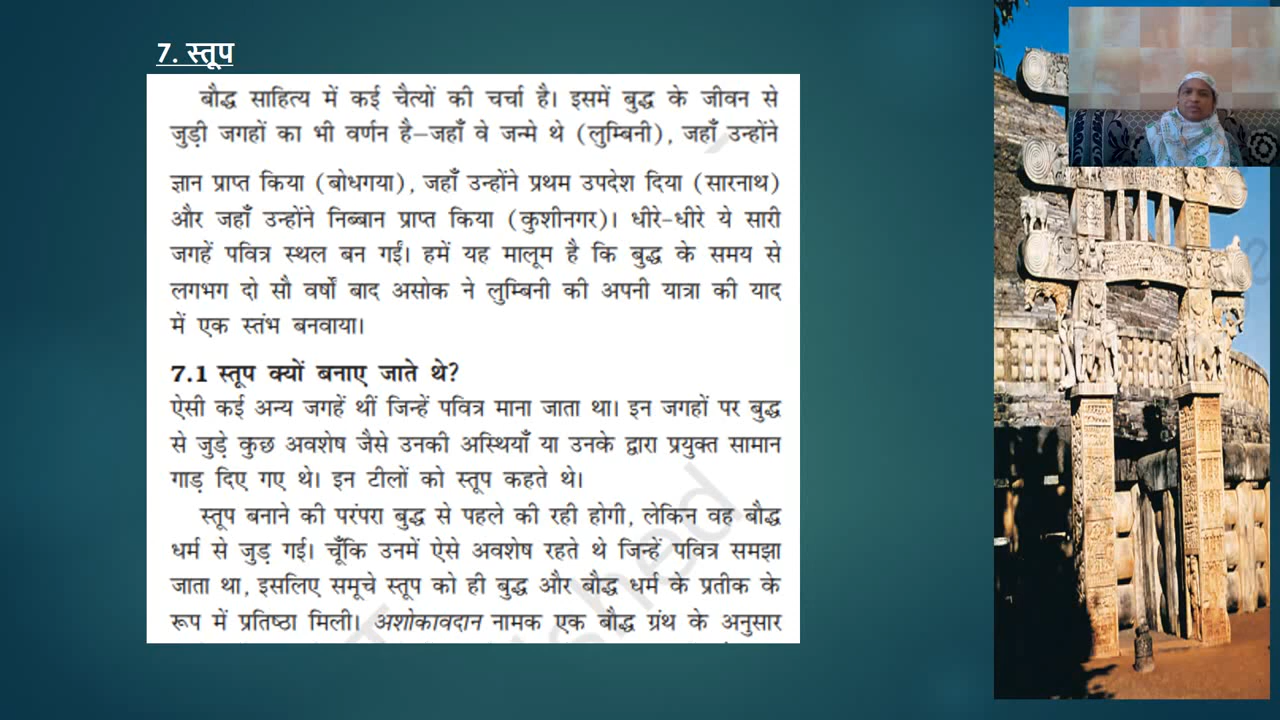 7. स्तूप
बौद्ध साहित्य में कई चैत्यों की चर्चा है। इसमें बुद्ध के जीवन से
जुड़ी जगहों का भी वर्णन है–जहाँ वे जन्मे थे (लुम्बिनी), जहाँ उन्होंने
ज्ञान प्राप्त किया (बोधगया), जहाँ उन्होंने प्रथम उपदेश दिया (सारनाथ)
और जहाँ उन्होंने निब्बान प्राप्त किया (कुशीनगर)। धीरे-धीरे ये सारी
जगहें पवित्र स्थल बन गईं। हमें यह मालूम है कि बुद्ध के समय से
लगभग दो सौ वर्षों बाद असोक ने लुम्बिनी की अपनी यात्रा की याद
में एक स्तंभ बनवाया।
7.1 स्तूप क्यों बनाए जाते थे?
ऐसी कई अन्य जगहें थीं जिन्हें पवित्र माना जाता था। इन जगहों पर बुद्ध
से जुड़े कुछ अवशेष जैसे उनकी अस्थियाँ या उनके द्वारा प्रयुक्त सामान
गाड़ दिए गए थे। इन टीलों को स्तूप कहते थे।
स्तूप बनाने की परंपरा बुद्ध से पहले की रही होगी, लेकिन वह बौद्ध
धर्म से जुड़ गई। चूँकि उनमें ऐसे अवशेष रहते थे जिन्हें पवित्र समझा
जाता था, इसलिए समूचे स्तूप को ही बुद्ध और बौद्ध धर्म के प्रतीक के
रूप में प्रतिष्ठा मिली। अशोकावदान नामक एक बौद्ध ग्रंथ के अनुसार